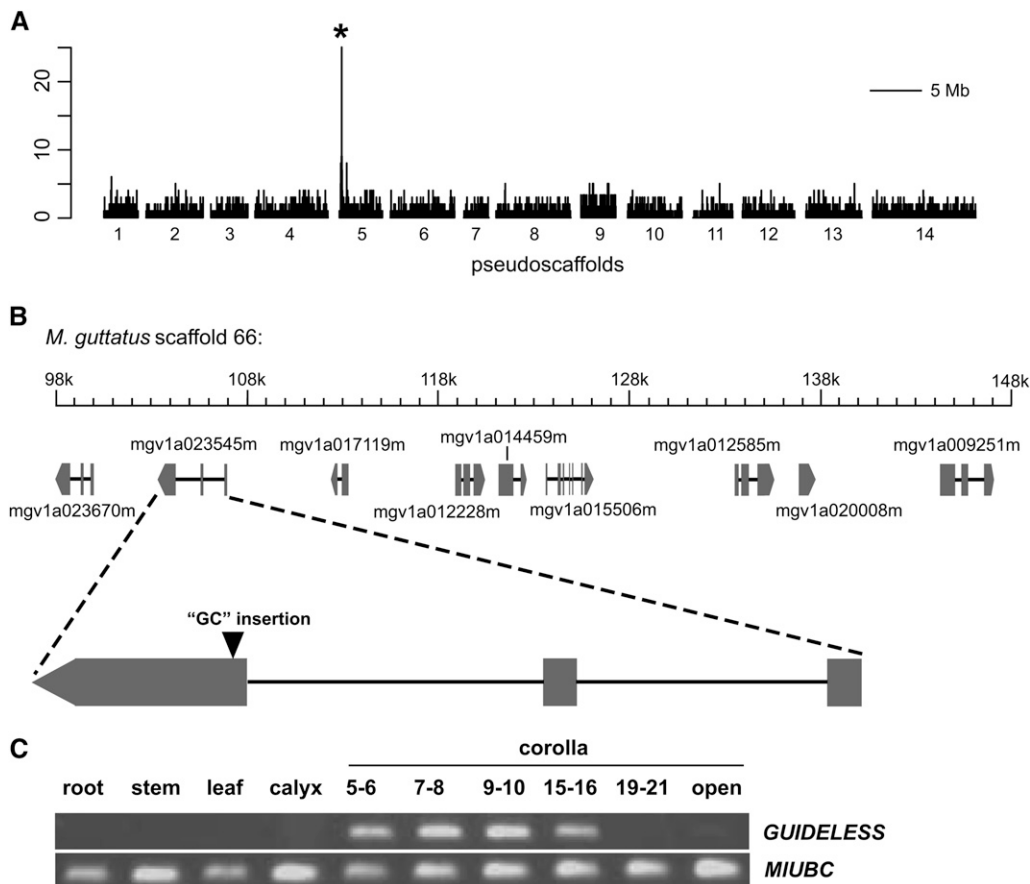 A
*
20
10
0
5 Mb
1 2 3 4 5 6 7 8 9 10 11 12 13 14
pseudoscaffolds
B
M. guttatus scaffold 66:
98k 108k 118k 128k 138k 148k
mgv1a014459m
mgv1a023545m mgv1a017119m mgv1a012585m mgv1a009251m
mgv1a023670m mgv1a012228m mgv1a015506m mgv1a020008m
“GC” insertion
C
corolla
root stem leaf calyx 5-6 7-8 9-10 15-16 19-21 open
GUIDELESS
MIUBC